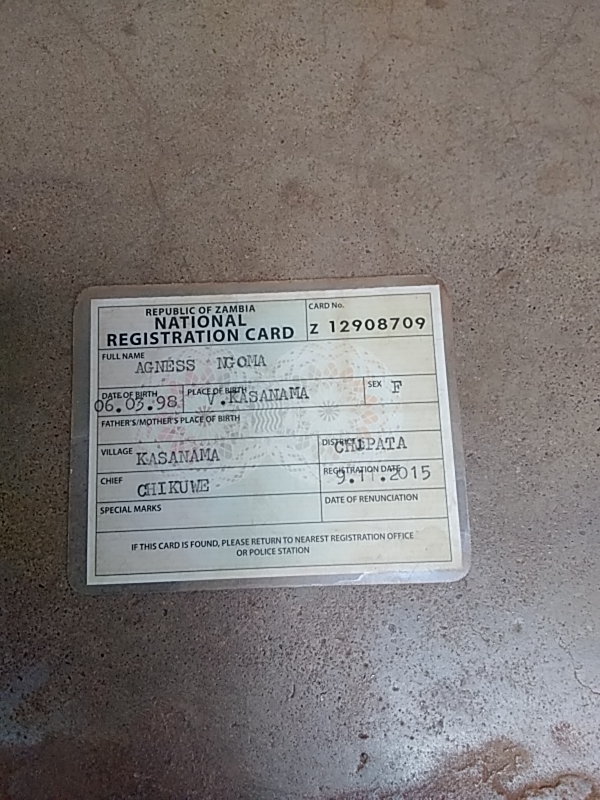 REPUBLIC OF ZAMBIA
NATIONAL
REGISTRATION CARD
CARD No.
Z 12908709
FULL NAME
AGNESS NGOMA
DATE OF BIRTH
06.03.98
PLACE OF BIRTH
V.KASANAMA
SEX F
FATHER'S/MOTHER'S PLACE OF BIRTH
VILLAGE KASANAMA
DISTRICT
CHIPATA
CHIEF CHIKUWE
REGISTRATION DATE
9.11.2015
SPECIAL MARKS
DATE OF RENUNCIATION
IF THIS CARD IS FOUND, PLEASE RETURN TO NEAREST REGISTRATION OFFICE
OR POLICE STATION